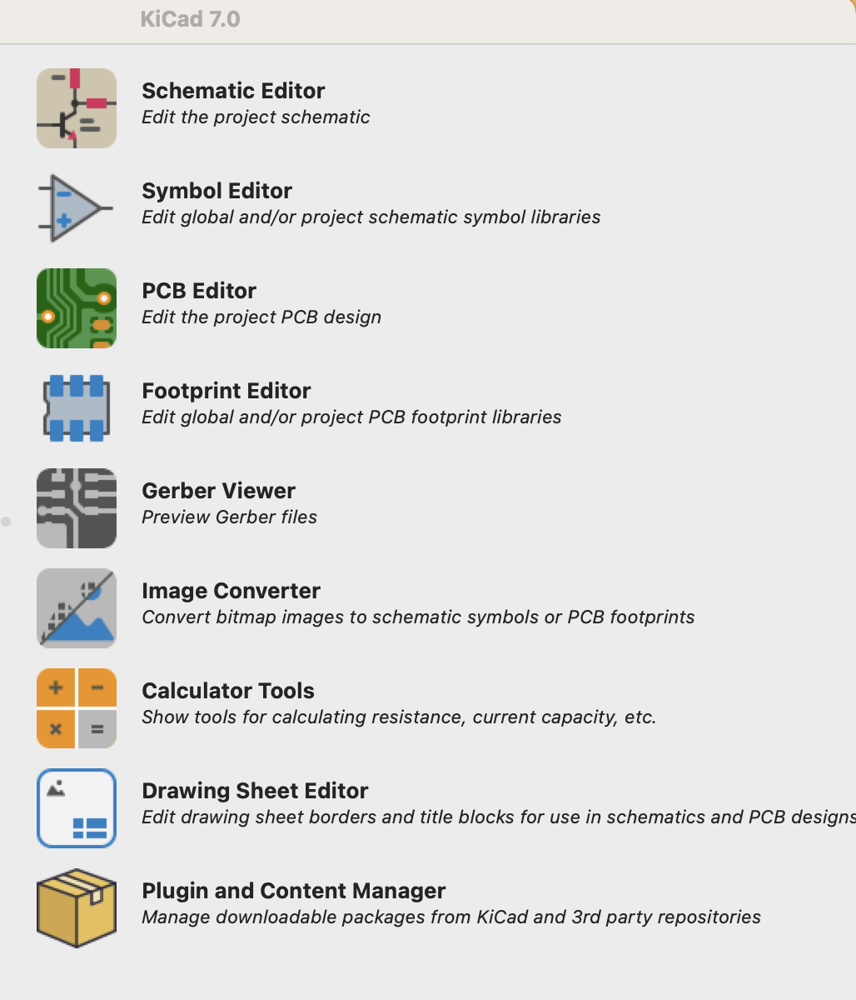 KiCad 7.0
Schematic Editor
Edit the project schematic
Symbol Editor
Edit global and/or project schematic symbol libraries
PCB Editor
Edit the project PCB design
Footprint Editor
Edit global and/or project PCB footprint libraries
Gerber Viewer
Preview Gerber files
Image Converter
Convert bitmap images to schematic symbols or PCB footprints
Calculator Tools
Show tools for calculating resistance, current capacity, etc.
Drawing Sheet Editor
Edit drawing sheet borders and title blocks for use in schematics and PCB designs
Plugin and Content Manager
Manage downloadable packages from KiCad and 3rd party repositories